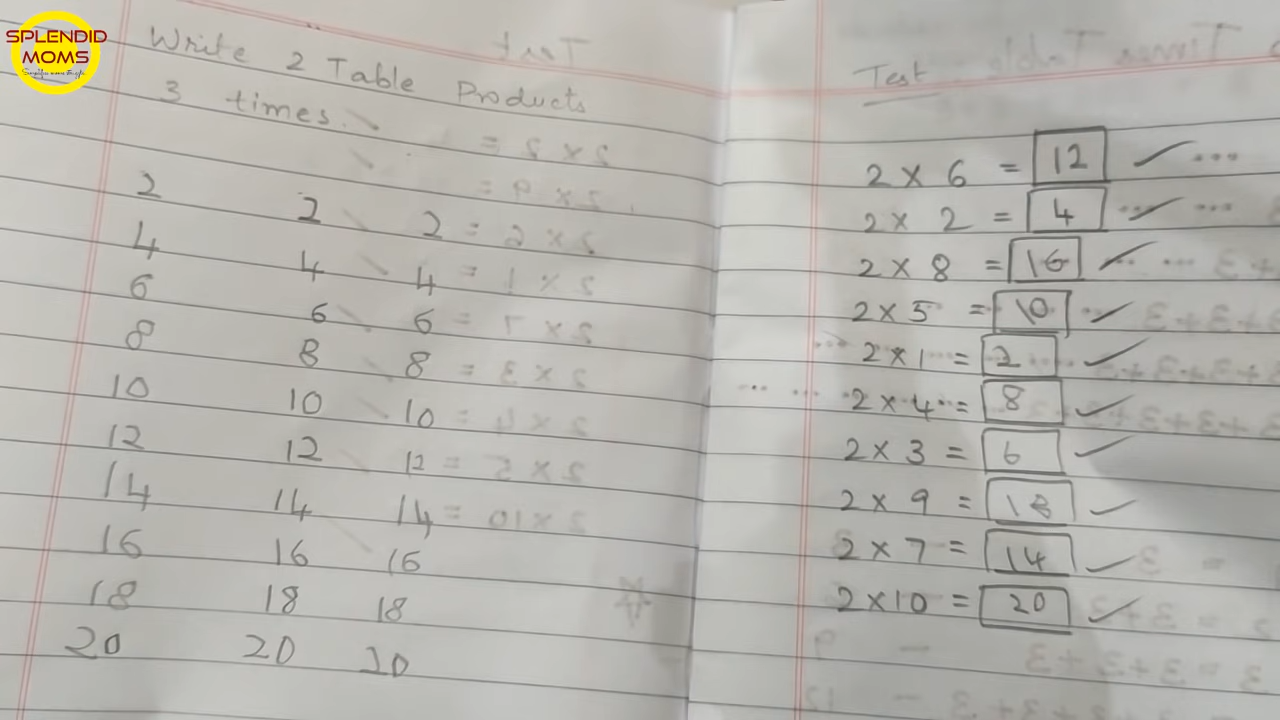 SPLENDID
MOMS
Write 2 Table Products
3 times.
2 2 2
4 4 4
6 6 6
8 8 8
10 10 10
12 12 12
14 14 14
16 16 16
18 18 18
20 20 20
Test
2 x 6 = 12
2 x 2 = 4
2 x 8 = 16
2 x 5 = 10
2 x 1 = 2
2 x 4 = 8
2 x 3 = 6
2 x 9 = 18
2 x 7 = 14
2 x 10 = 20